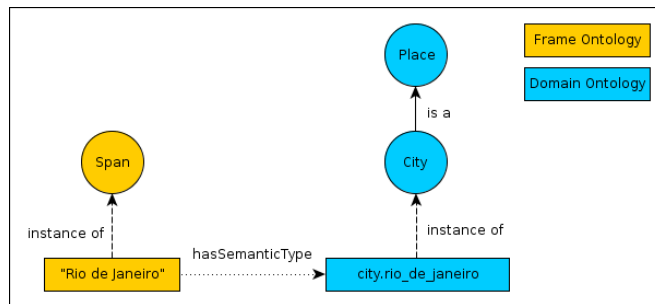 Frame Ontology
Place
Domain Ontology
is a
Span
City
instance of
instance of
hasSemanticType
"Rio de Janeiro"
city.rio_de_janeiro